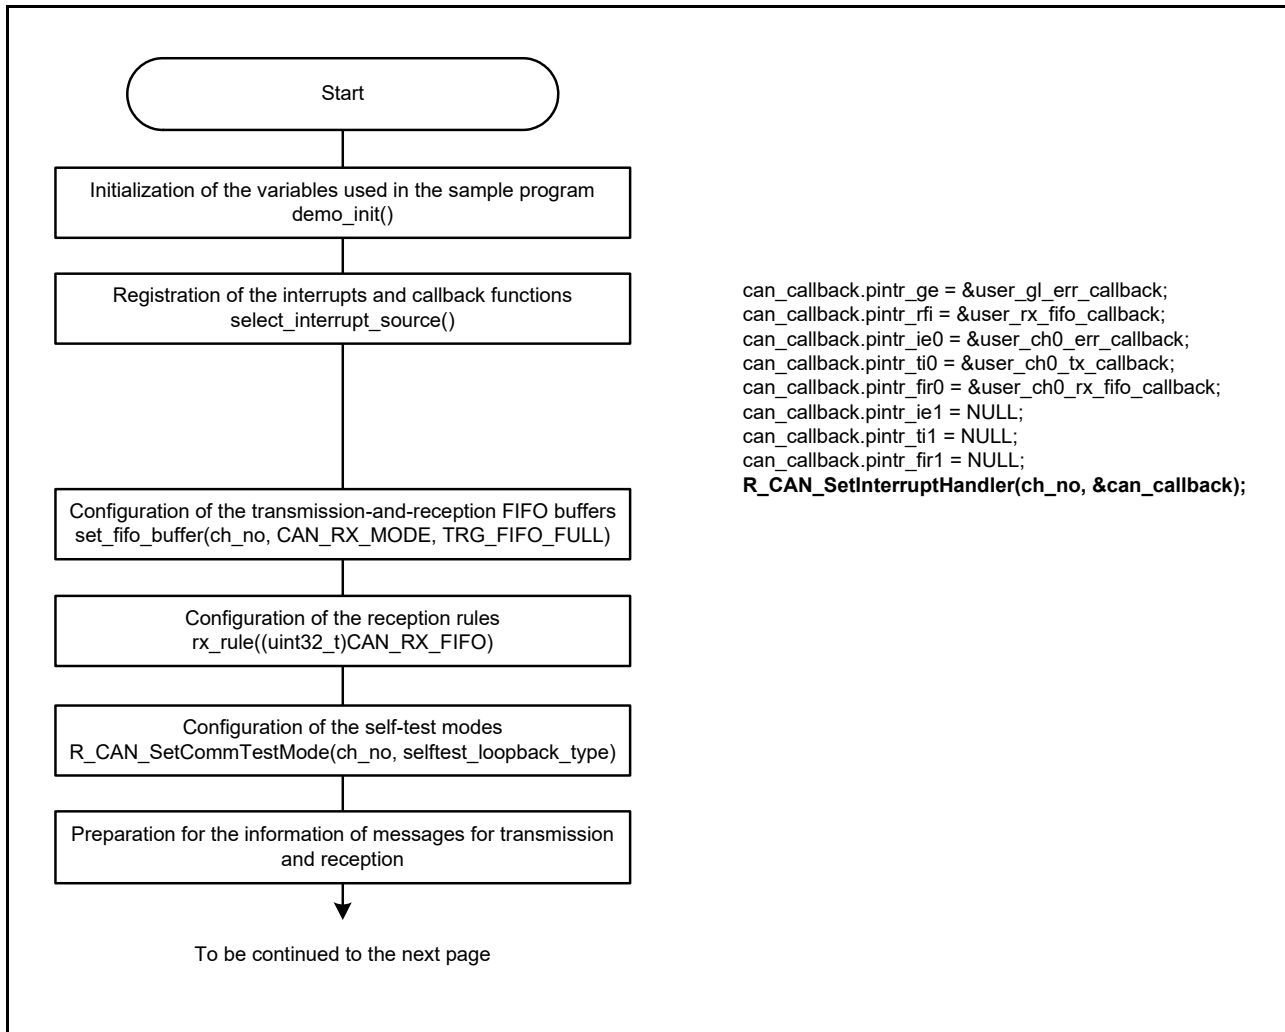 Start
Initialization of the variables used in the sample program
demo_init()
Registration of the interrupts and callback functions
select_interrupt_source()
can_callback.pintr_ge = &user_gl_err_callback;
can_callback.pintr_rfi = &user_rx_fifo_callback;
can_callback.pintr_ie0 = &user_ch0_err_callback;
can_callback.pintr_ti0 = &user_ch0_tx_callback;
can_callback.pintr_fir0 = &user_ch0_rx_fifo_callback;
can_callback.pintr_ie1 = NULL;
can_callback.pintr_ti1 = NULL;
can_callback.pintr_fir1 = NULL;
R_CAN_SetInterruptHandler(ch_no, &can_callback);
Configuration of the transmission-and-reception FIFO buffers
set_fifo_buffer(ch_no, CAN_RX_MODE, TRG_FIFO_FULL)
Configuration of the reception rules
rx_rule((uint32_t)CAN_RX_FIFO)
Configuration of the self-test modes
R_CAN_SetCommTestMode(ch_no, selftest_loopback_type)
Preparation for the information of messages for transmission
and reception
To be continued to the next page